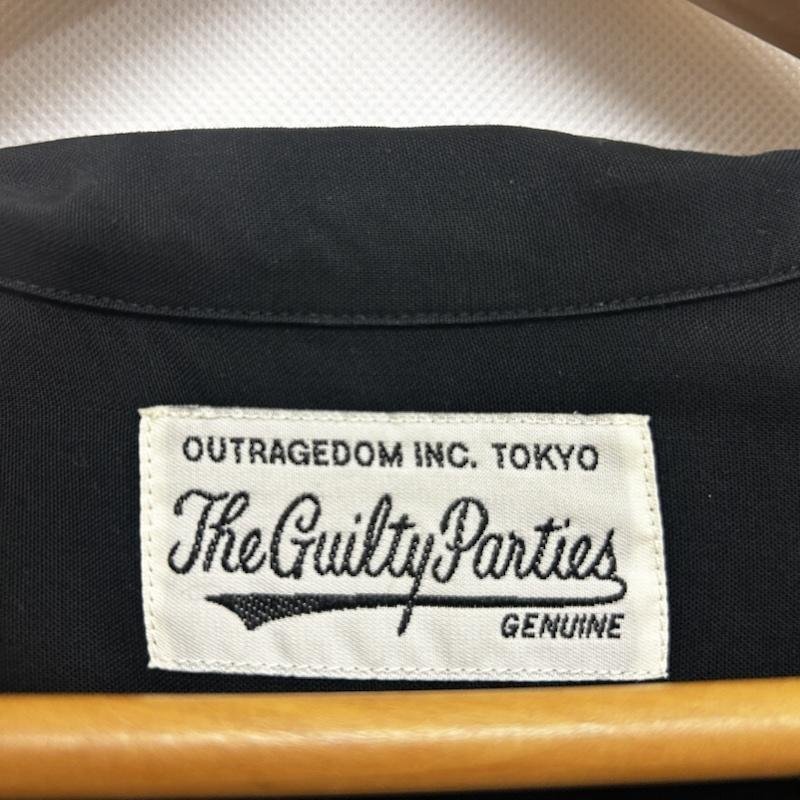 OUTRAGEDOM INC. TOKYO
The Guilty Parties
GENUINE